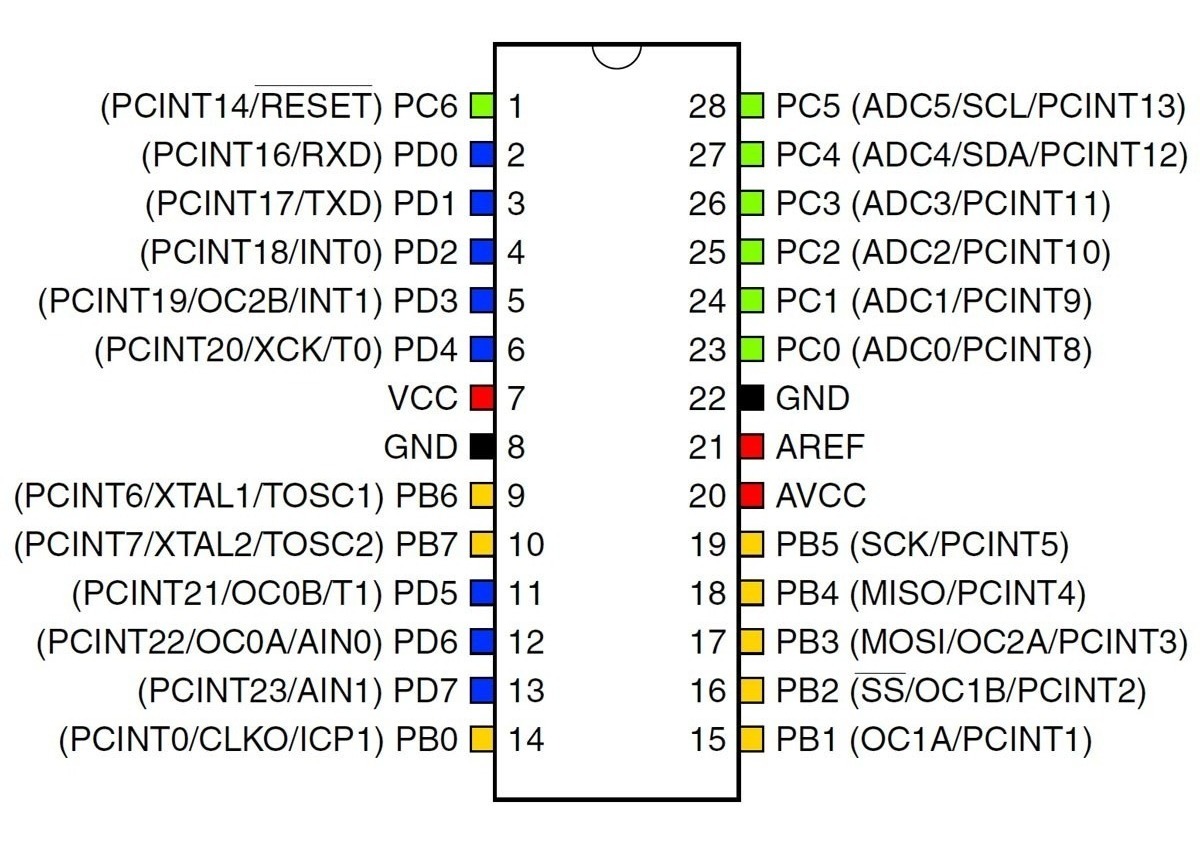 (PCINT14/RESET) PC6 1 28 PC5 (ADC5/SCL/PCINT13)
(PCINT16/RXD) PD0 2 27 PC4 (ADC4/SDA/PCINT12)
(PCINT17/TXD) PD1 3 26 PC3 (ADC3/PCINT11)
(PCINT18/INT0) PD2 4 25 PC2 (ADC2/PCINT10)
(PCINT19/OC2B/INT1) PD3 5 24 PC1 (ADC1/PCINT9)
(PCINT20/XCK/T0) PD4 6 23 PC0 (ADC0/PCINT8)
VCC 7 22 GND
GND 8 21 AREF
(PCINT6/XTAL1/TOSC1) PB6 9 20 AVCC
(PCINT7/XTAL2/TOSC2) PB7 10 19 PB5 (SCK/PCINT5)
(PCINT21/OC0B/T1) PD5 11 18 PB4 (MISO/PCINT4)
(PCINT22/OC0A/AIN0) PD6 12 17 PB3 (MOSI/OC2A/PCINT3)
(PCINT23/AIN1) PD7 13 16 PB2 (SS/OC1B/PCINT2)
(PCINT0/CLKO/ICP1) PB0 14 15 PB1 (OC1A/PCINT1)